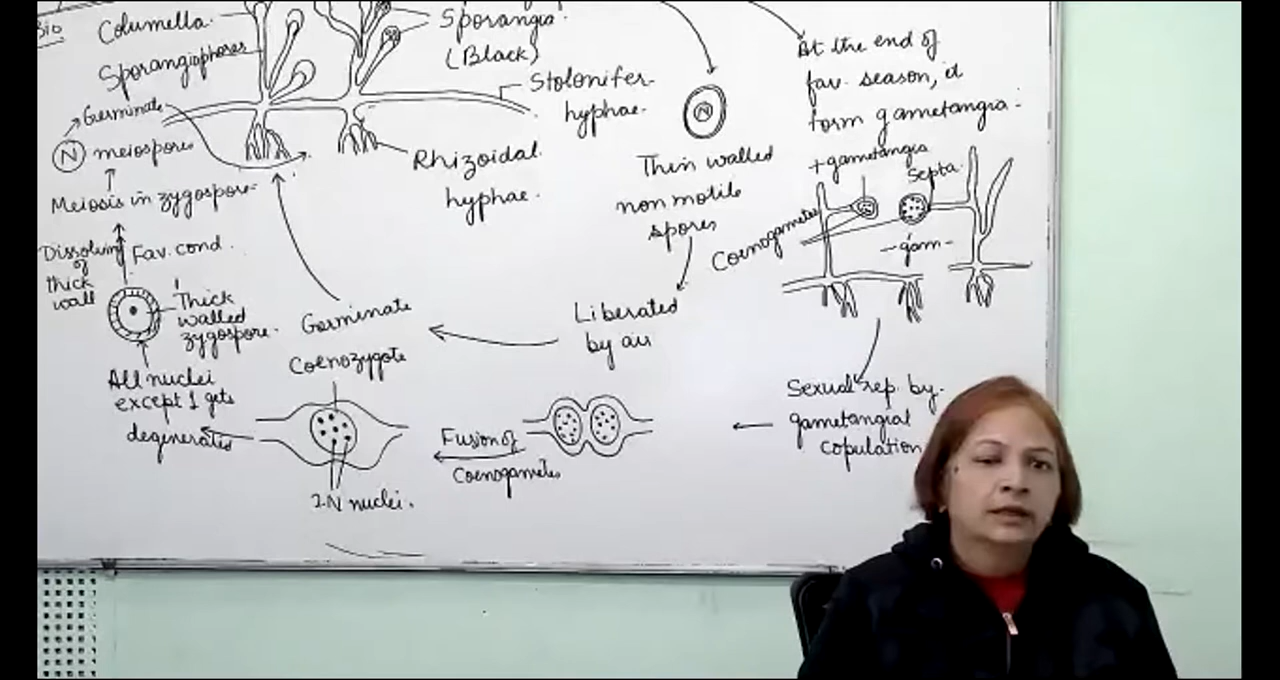 Bio
Columella.
Sporangiophores
Germinate
N meiospores
Meiosis in zygospore
Dissolving
of
thick
wall
Fav. cond.
Thick
walled
zygospore.
All nuclei
except 1 gets
degenerated
Sporangia.
(Black)
Stolonifer
hyphae.
Rhizoidal
hyphae.
Germinate
Coenozygote
2N nuclei.
Fusion of
Coenogametes
N
Thin walled
non motile
spores
Liberated
by air
At the end of
fav. season, it
form gametangia.
+ gametangia
Septa
Coenogametes
- gam -
Sexual rep. by.
gametangial
copulation